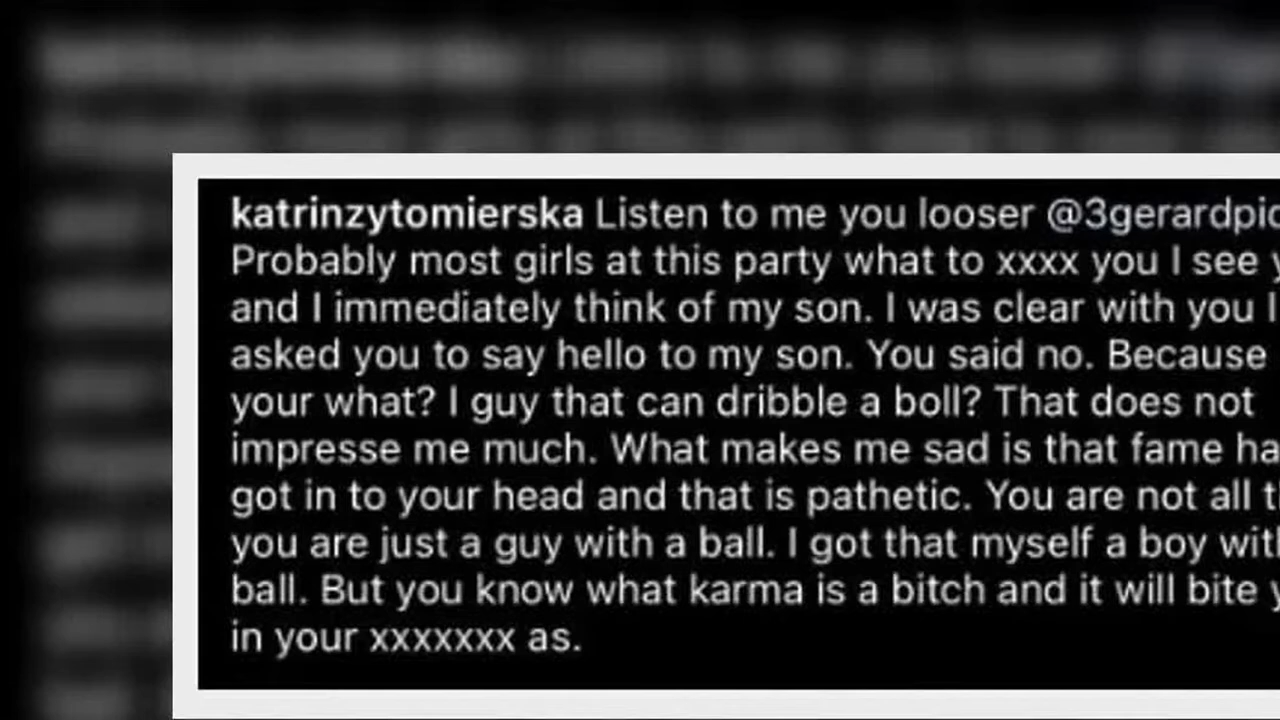 katrinzytomierska Listen to me you looser @3gerardpic
Probably most girls at this party what to xxxx you I see
and I immediately think of my son. I was clear with you I
asked you to say hello to my son. You said no. Because
your what? I guy that can dribble a boll? That does not
impresse me much. What makes me sad is that fame ha
got in to your head and that is pathetic. You are not all t
you are just a guy with a ball. I got that myself a boy wit
ball. But you know what karma is a bitch and it will bite y
in your xxxxxxx as.